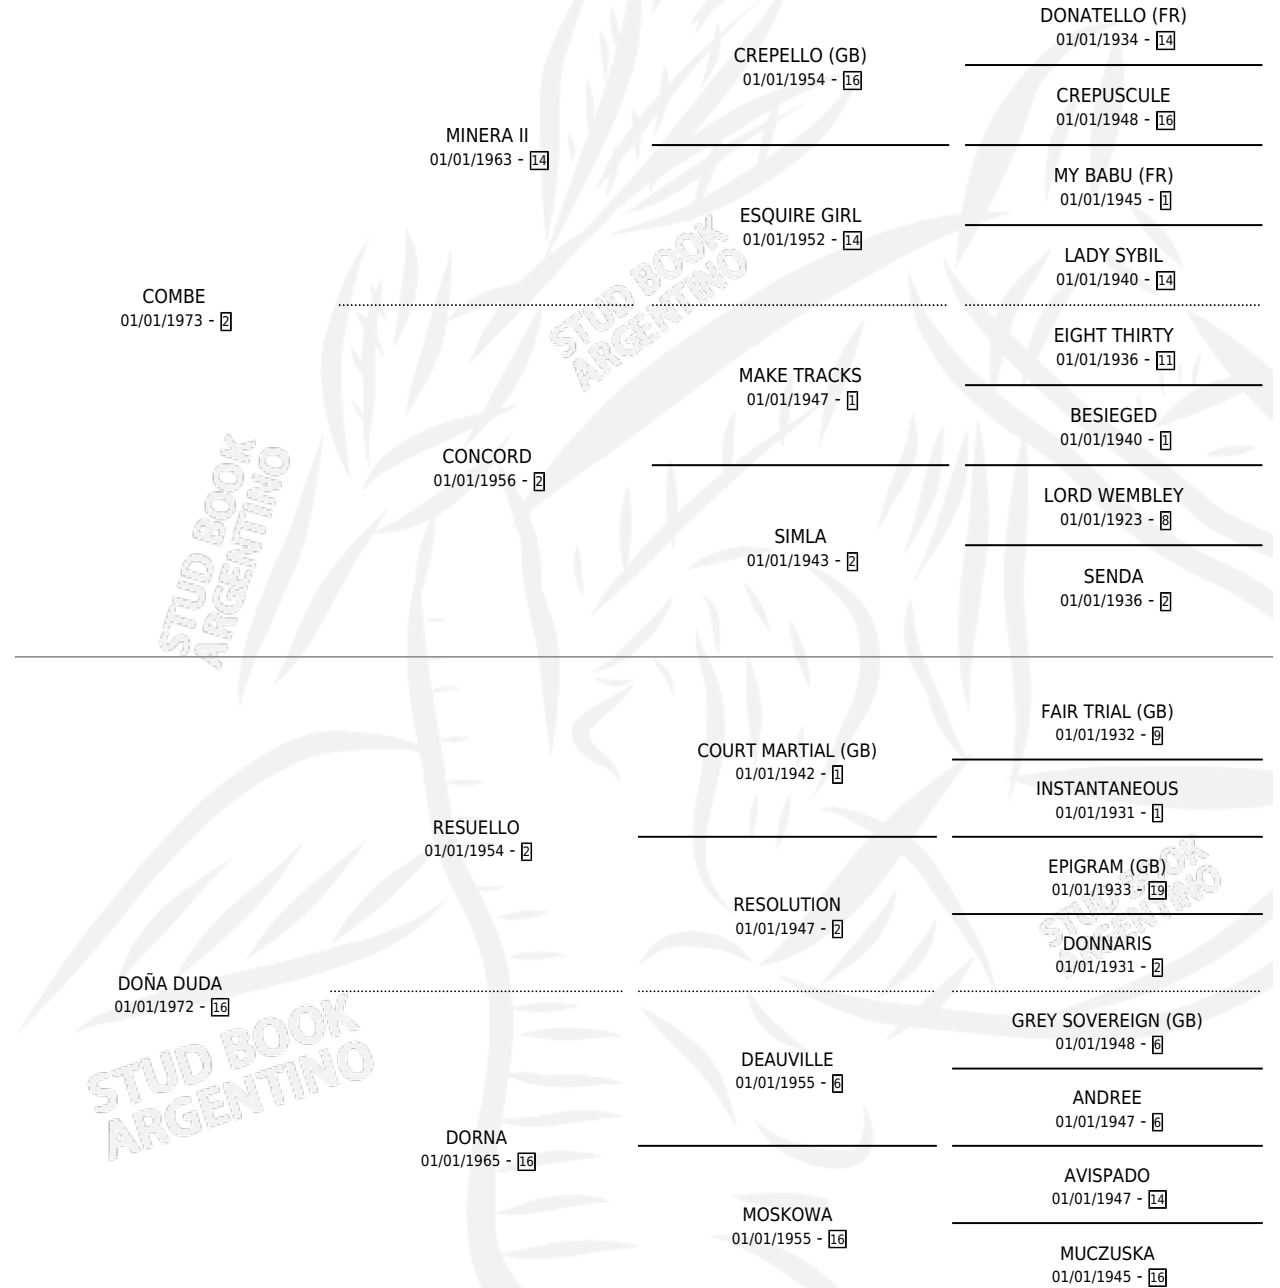 DONATELLO (FR)
01/01/1934 - 14
CREPELLO (GB)
01/01/1954 - 16
CREPUSCULE
01/01/1948 - 16
MINERA II
01/01/1963 - 14
MY BABU (FR)
01/01/1945 - 1
ESQUIRE GIRL
01/01/1952 - 14
LADY SYBIL
01/01/1940 - 14
COMBE
01/01/1973 - 2
EIGHT THIRTY
01/01/1936 - 11
MAKE TRACKS
01/01/1947 - 1
BESIEGED
01/01/1940 - 1
CONCORD
01/01/1956 - 2
LORD WEMBLEY
01/01/1923 - 8
SIMLA
01/01/1943 - 2
SENDA
01/01/1936 - 2
STUD BOOK
ARGENTINO
STUD BOOK
ARGENTINO
FAIR TRIAL (GB)
01/01/1932 - 9
COURT MARTIAL (GB)
01/01/1942 - 1
INSTANTANEOUS
01/01/1931 - 1
RESUELLO
01/01/1954 - 2
EPIGRAM (GB)
01/01/1933 - 19
RESOLUTION
01/01/1947 - 2
DONNARIS
01/01/1931 - 2
DOÑA DUDA
01/01/1972 - 16
GREY SOVEREIGN (GB)
01/01/1948 - 6
DEAUVILLE
01/01/1955 - 6
ANDREE
01/01/1947 - 6
DORNA
01/01/1965 - 16
AVISPADO
01/01/1947 - 14
MOSKOWA
01/01/1955 - 16
MUCZUSKA
01/01/1945 - 16
STUD BOOK
ARGENTINO
STUD BOOK
ARGENTINO